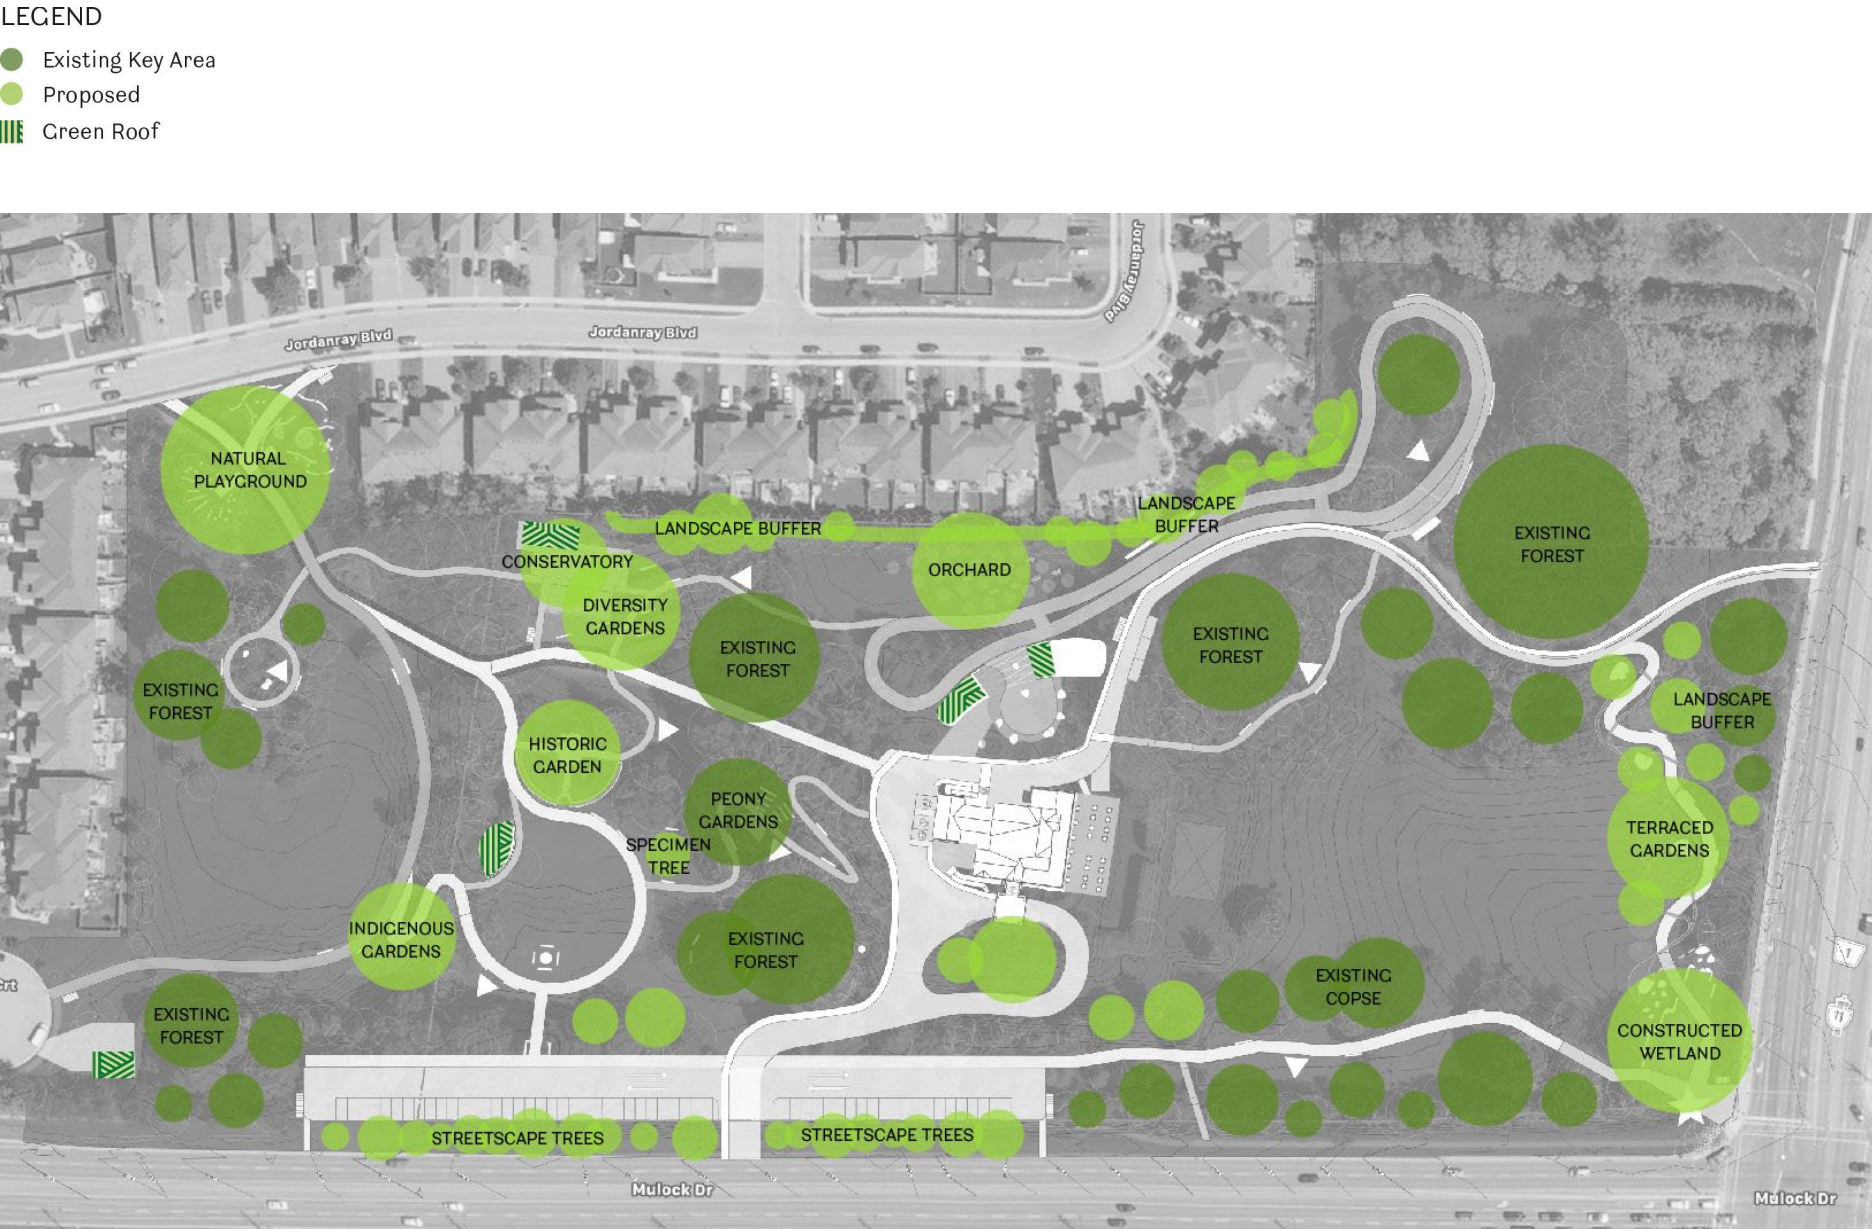 LEGEND
Existing Key Area
Proposed
Green Roof
Jordanray Blvd
Jordanray Blvd
Jordanray Blvd
NATURAL
PLAYGROUND
LANDSCAPE BUFFER
LANDSCAPE
BUFFER
CONSERVATORY
ORCHARD
EXISTING
FOREST
DIVERSITY
GARDENS
EXISTING
FOREST
EXISTING
FOREST
EXISTING
FOREST
LANDSCAPE
BUFFER
HISTORIC
GARDEN
PEONY
GARDENS
SPECIMEN
TREE
TERRACED
GARDENS
INDIGENOUS
GARDENS
EXISTING
FOREST
EXISTING
COPSE
crt
EXISTING
FOREST
CONSTRUCTED
WETLAND
STREETSCAPE TREES
STREETSCAPE TREES
Mulock Dr
Mulock Dr